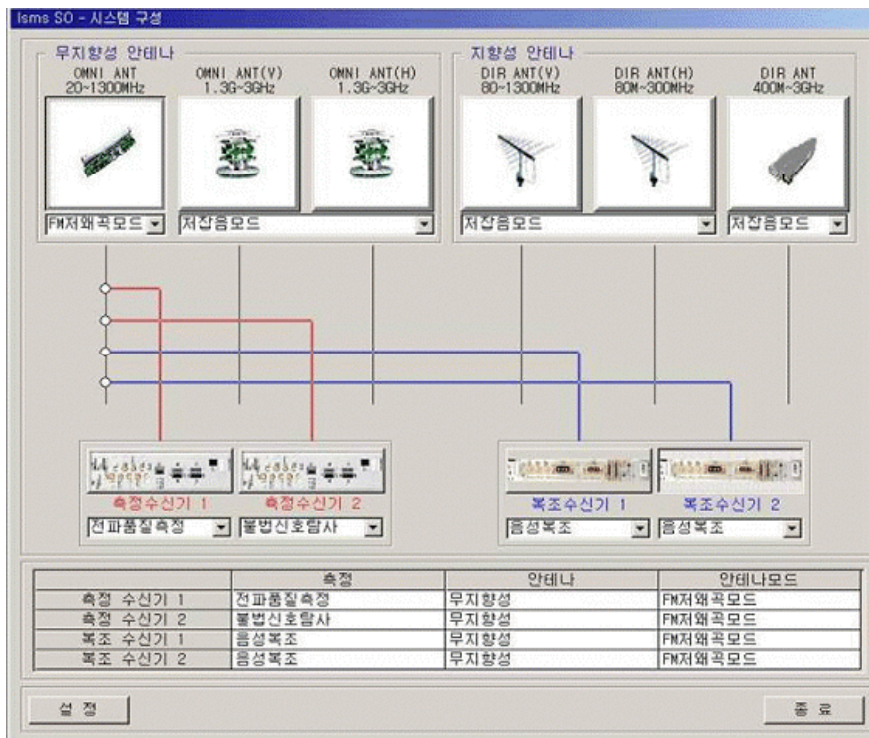 Isms SO - 시스템 구성
무지향성 안테나
지향성 안테나
OMNI ANT
20~1300MHz
OMNI ANT(V)
1.3G~3GHz
OMNI ANT(H)
1.3G~3GHz
DIR ANT(V)
80~1300MHz
DIR ANT(H)
80M~300MHz
DIR ANT
400M~3GHz
FM저왜곡모드
저잡음모드
저잡음모드
저잡음모드
측정수신기 1
측정수신기 2
복조수신기 1
복조수신기 2
전파품질측정
불법신호탐사
음성복조
음성복조
측정 안테나 안테나모드
측정 수신기 1 전파품질측정 무지향성 FM저왜곡모드
측정 수신기 2 불법신호탐사 무지향성 FM저왜곡모드
복조 수신기 1 음성복조 무지향성 FM저왜곡모드
복조 수신기 2 음성복조 무지향성 FM저왜곡모드
설 정
종 료